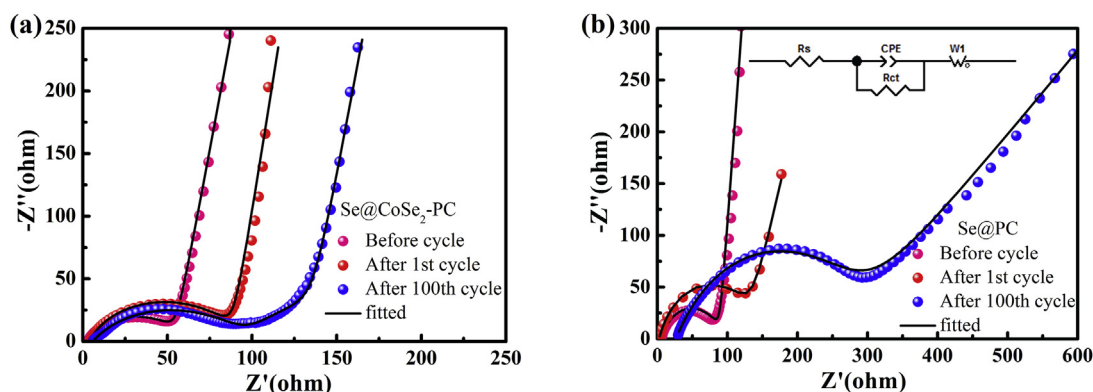 (a)
250
200
150
100
50
0
-Z''(ohm)
0 50 100 150 200 250
Z'(ohm)
Se@CoSe2-PC
Before cycle
After 1st cycle
After 100th cycle
fitted
(b)
300
250
200
150
100
50
0
-Z''(ohm)
0 100 200 300 400 500 600
Z'(ohm)
Rs CPE W1
Rct
Se@PC
Before cycle
After 1st cycle
After 100th cycle
fitted